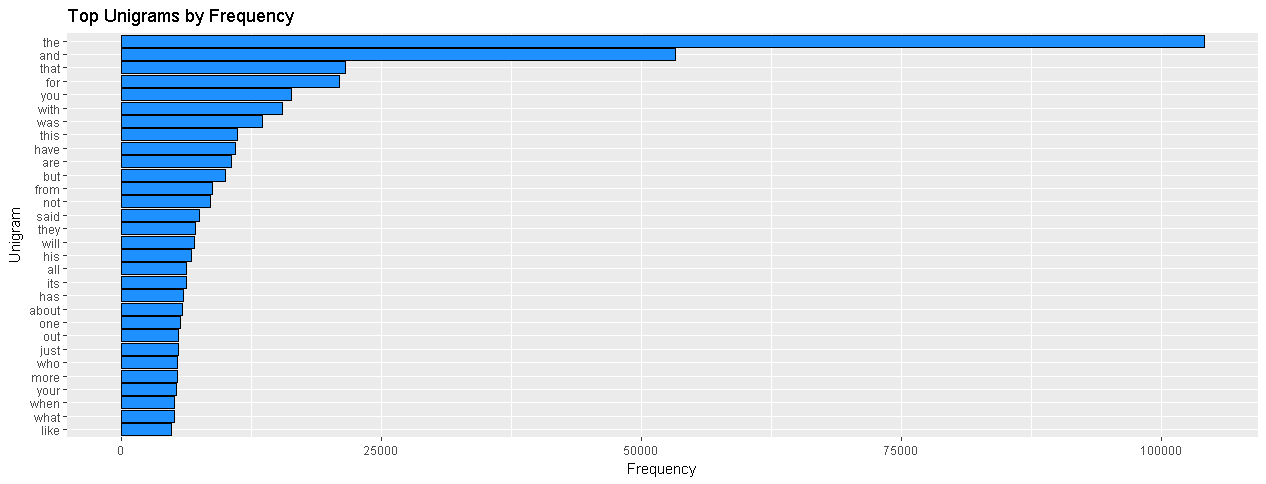 Top Unigrams by Frequency
Unigram
the
and
that
for
you
with
was
this
have
are
but
from
not
said
they
will
his
all
its
has
about
one
out
just
who
more
your
when
what
like
0 25000 50000 75000 100000
Frequency